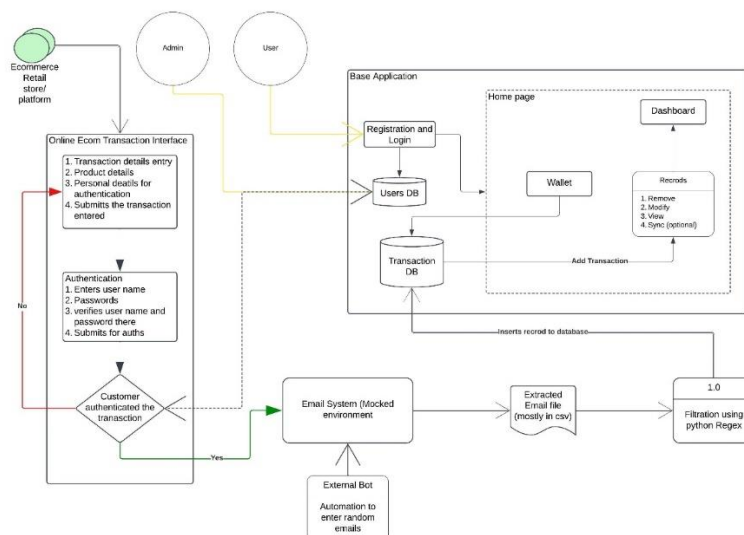 Ecommerce
Retail
store/
platform
Admin
User
Base Application
Home page
Dashboard
Registration and
Login
Online Ecom Transaction Interface
1. Transaction details entry
2. Product details
3. Personal deatils for
authentication
4. Submits the transaction
entered
Users DB
Wallet
Recrods
1. Remove
2. Modify
3. View
4. Sync (optional)
Transaction
DB
Add Transaction
Authentication
1. Enters user name
2. Passwords
3. verifies user name and
password there
4. Submits for auths
No
Inserts recrod to database
Customer
authenticated the
transasction
Yes
Email System (Mocked
environment
Extracted
Email file
(mostly in csv)
1.0
Filtration using
python Regex
External Bot
Automation to
enter random
emails